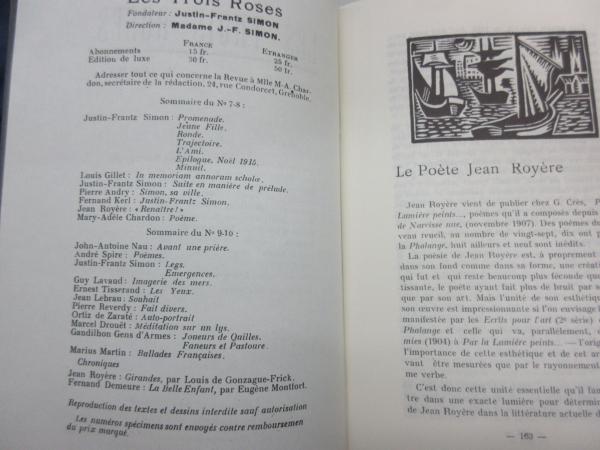 Les Trois Roses
Fondateur : Justin-Frantz SIMON
Direction : Madame J.-F. SIMON.
FRANCE ETRANGER
Abonnements 15 fr. 25 fr.
Edition de luxe 30 fr. 50 fr.
Adresser tout ce qui concerne la Revue à Mlle M-A. Char-
don, secrétaire de la rédaction, 24, rue Condorcet, Grenoble.
Sommaire du No 7-8 :
Justin-Frantz Simon : Promenade.
Jeune Fille.
Ronde.
Trajectoire.
L'Ami.
Epilogue, Noël 1915.
Minuit.
Louis Gillet : In memoriam annorum schola.
Justin-Frantz Simon : Suite en manière de prélude.
Pierre Andry : Simon, sa ville.
Fernand Kerl : Justin-Frantz Simon.
Jean Royère : « Renaître! »
Mary-Adèle Chardon : Poème.
Sommaire du No 9-10 :
John-Antoine Nau : Avant une prière.
André Spire : Poèmes.
Justin-Frantz Simon : Legs.
Emergences.
Guy Lavaud : Imagerie des mers.
Ernest Tisserand : Les Yeux.
Jean Lebrau : Souhait
Pierre Reverdy : Fait divers.
Ortiz de Zaraté : Auto-portrait
Marcel Drouët : Méditation sur un lys.
Gandilhon Gens d'Armes : Joneurs de Quilles.
Faneurs et Pastoure.
Marius Martin : Ballades Françaises.
Chroniques
Jean Royère : Girandes, par Louis de Gonzague-Frick.
Fernand Demeure : La Belle Enfant, par Eugène Montfort.
Reproduction des textes et dessins interdite sauf autorisation
Les numéros spécimens sont envoyés contre remboursemen
du prix marqué.
Le Poète Jean Royère
Jean Royère vient de publier chez G. Crès, P
Lumière peints..., poèmes qu'il a composés depuis
de Narcisse nue, (novembre 1907). Des poèmes de
veau recueil, au nombre de vingt-sept, dix ont p
la Phalange, huit ailleurs et neuf sont inédits.
La poésie de Jean Royère est, à proprement
dans son fond comme dans sa forme, une créati
qui fut et qui reste beaucoup plus féconde que
tissante, le poète ayant fait plus de bruit par s
que par son art. Mais l'unité de son esthétiq
son œuvre est impressionnante si l'on envisage l
manifestée par les Ecrits pour l'art (2e série)
Phalange et celle qui va, parallèlement,
mies (1904) à Par la Lumière peints... — l'orig
l'importance de cette esthétique et de cet ar
vent être mesurées que par le rayonnement
me verbe.
C'est donc cette unité essentielle qu'il fan
tre dans une exacte lumière pour détermi
de Jean Royère dans la littérature actuelle d
— 163 —